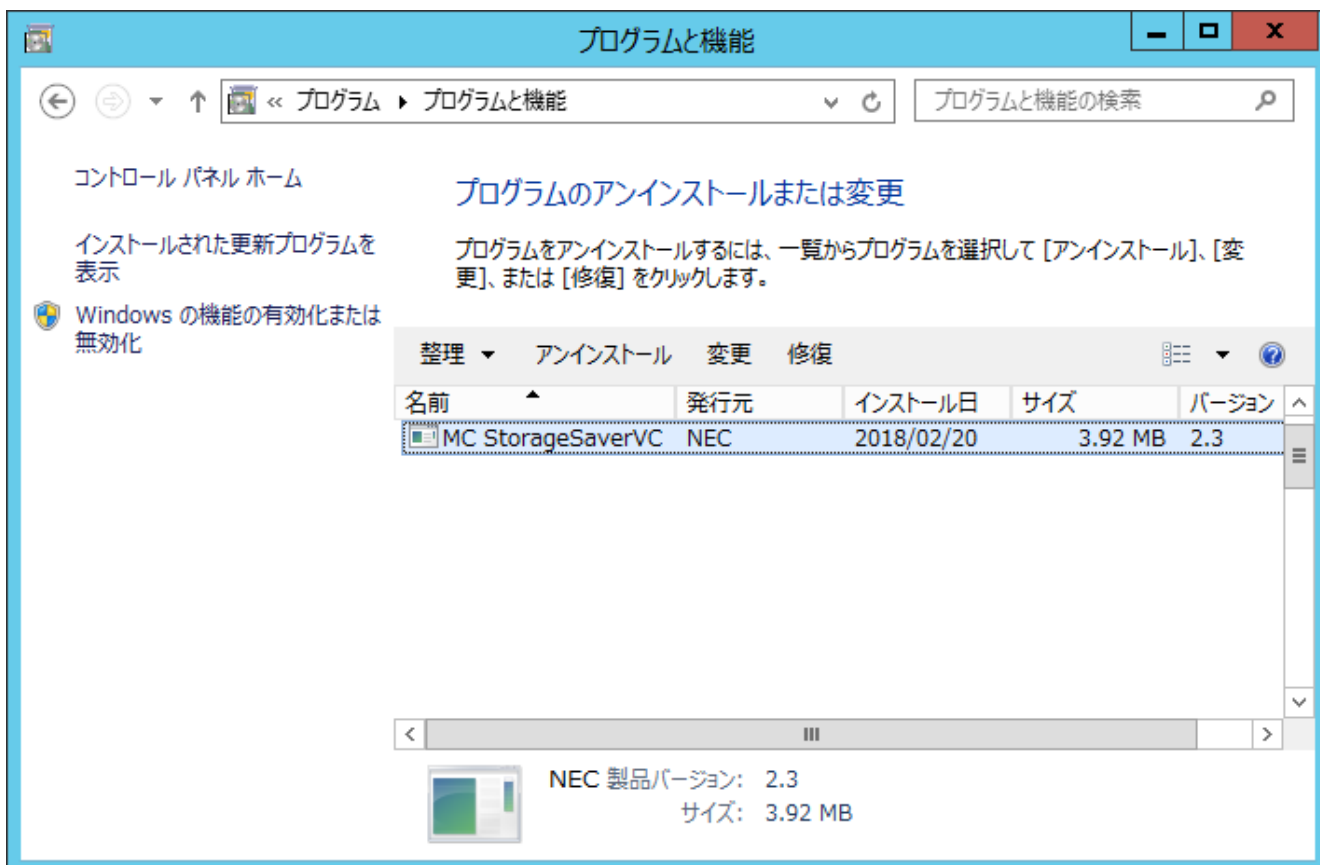 プログラムと機能
« プログラム ▸ プログラムと機能
プログラムと機能の検索
コントロール パネル ホーム
インストールされた更新プログラムを
表示
Windows の機能の有効化または
無効化
プログラムのアンインストールまたは変更
プログラムをアンインストールするには、一覧からプログラムを選択して [アンインストール]、[変
更]、または [修復] をクリックします。
整理 アンインストール 変更 修復
名前 発行元 インストール日 サイズ バージョン
MC StorageSaverVC NEC 2018/02/20 3.92 MB 2.3
NEC 製品バージョン: 2.3
サイズ: 3.92 MB